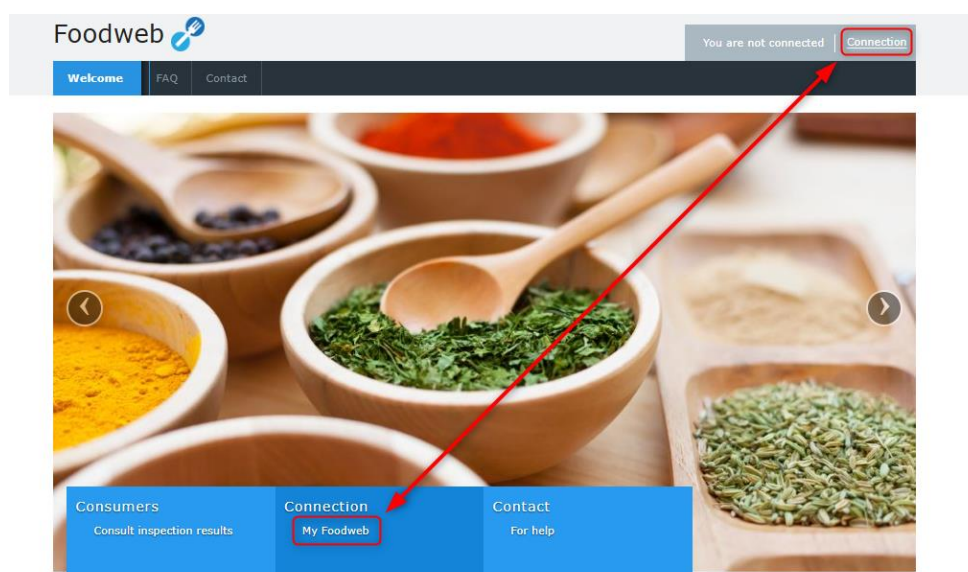 Foodweb
You are not connected Connection
Welcome FAQ Contact
Consumers
Consult inspection results
Connection
My Foodweb
Contact
For help